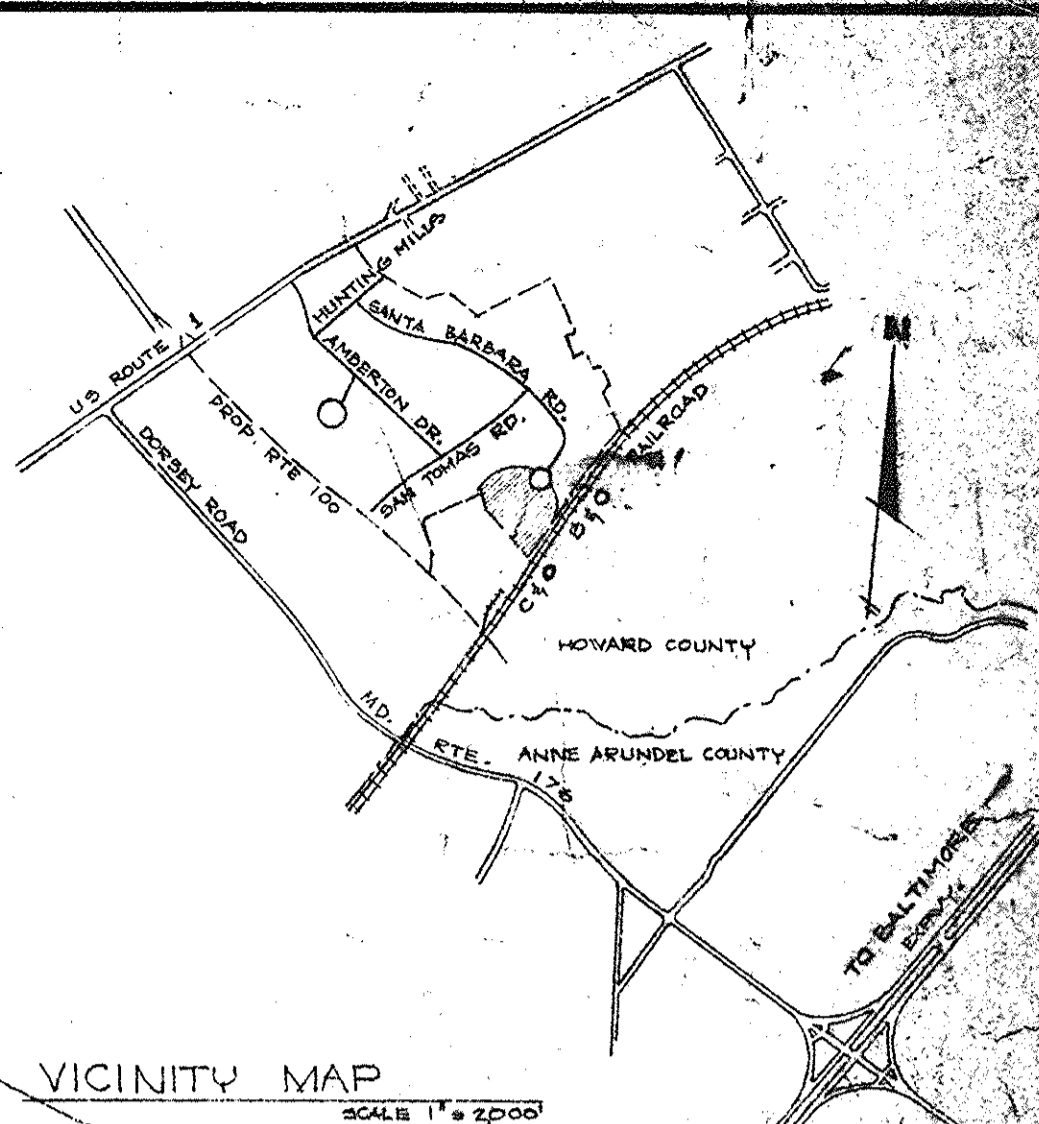 N
US ROUTE 1
HUNTING MILLS
SANTA BARBARA RD.
AMBERTON DR.
SAN TOMAS RD.
PROP. RTE 100
DORSEY ROAD
C & O B & O RAILROAD
HOWARD COUNTY
ANNE ARUNDEL COUNTY
MD. RTE. 176
TO BALTIMORE
EXPWY.
VICINITY MAP
SCALE 1" = 2000'